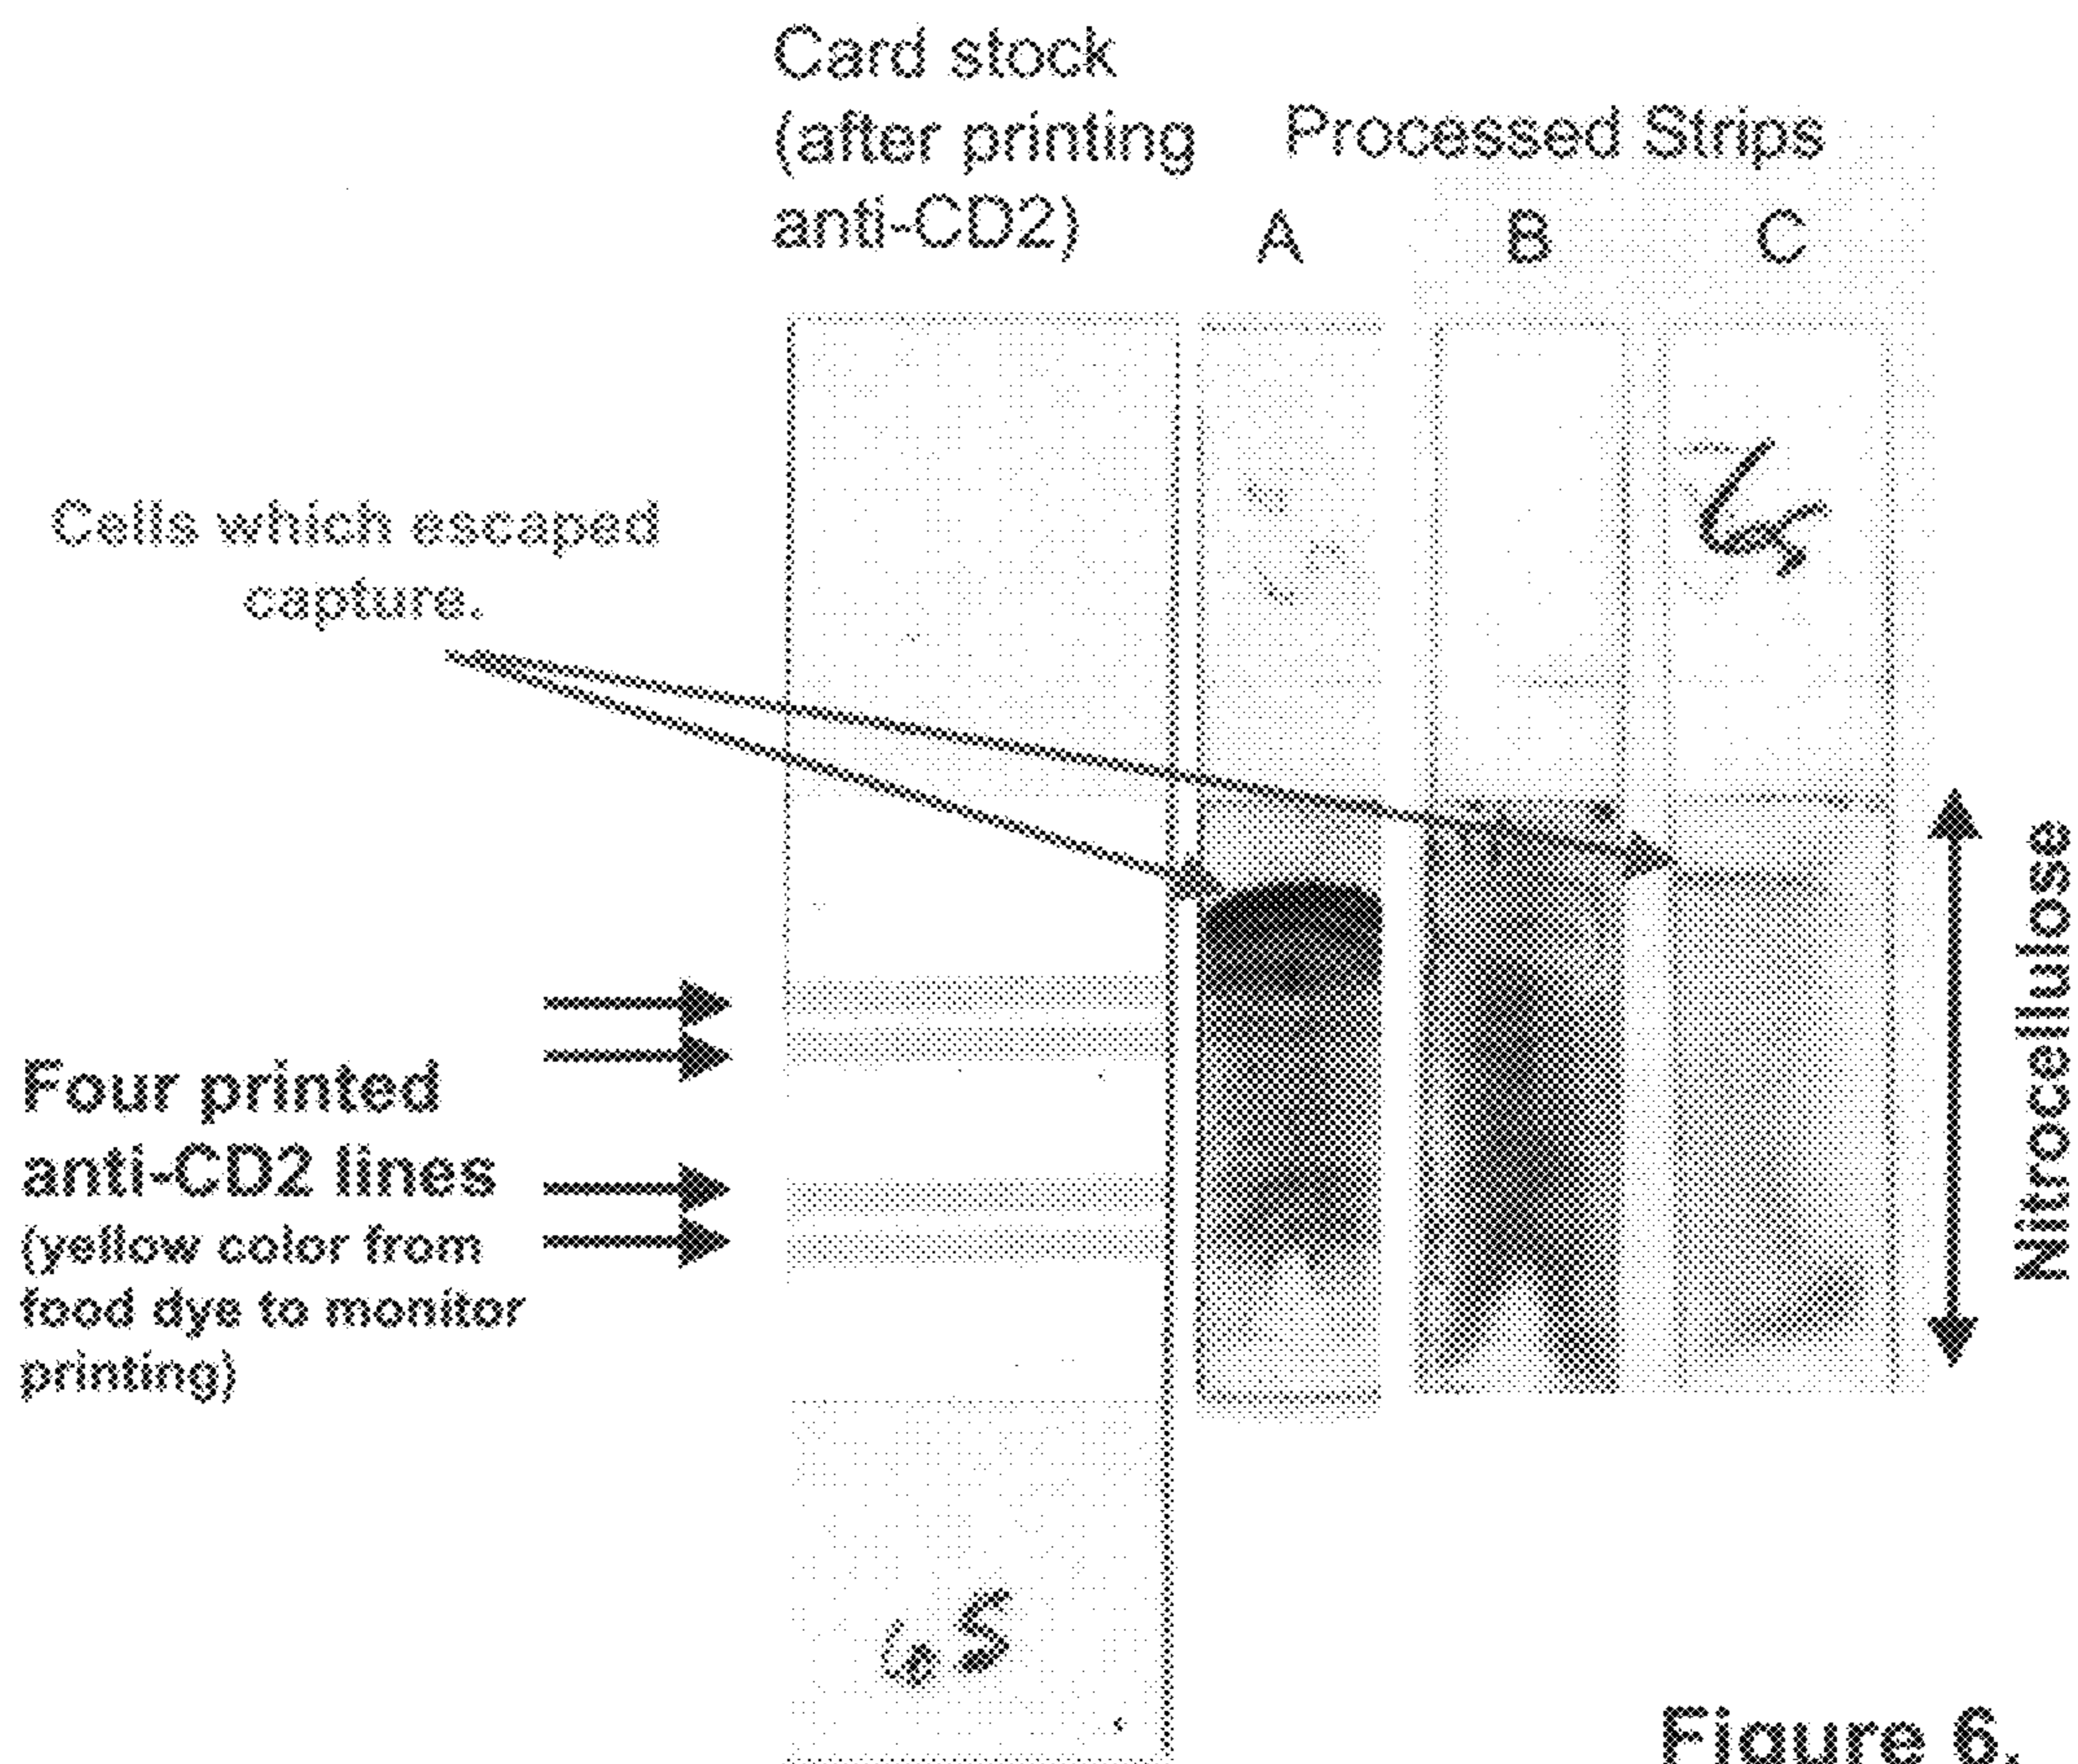 Card stock
(after printing
anti-CD2)
Processed Strips
A
B
C
Cells which escaped
capture.
Four printed
anti-CD2 lines
(yellow color from
food dye to monitor
printing)
Nitrocellulose
Figure 6.